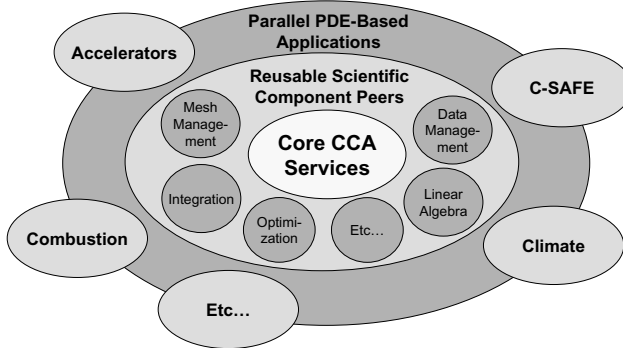 Parallel PDE-Based
Applications
Accelerators
C-SAFE
Reusable Scientific
Component Peers
Mesh
Manage-
ment
Data
Manage-
ment
Core CCA
Services
Integration
Linear
Algebra
Optimi-
zation
Etc...
Combustion
Climate
Etc...